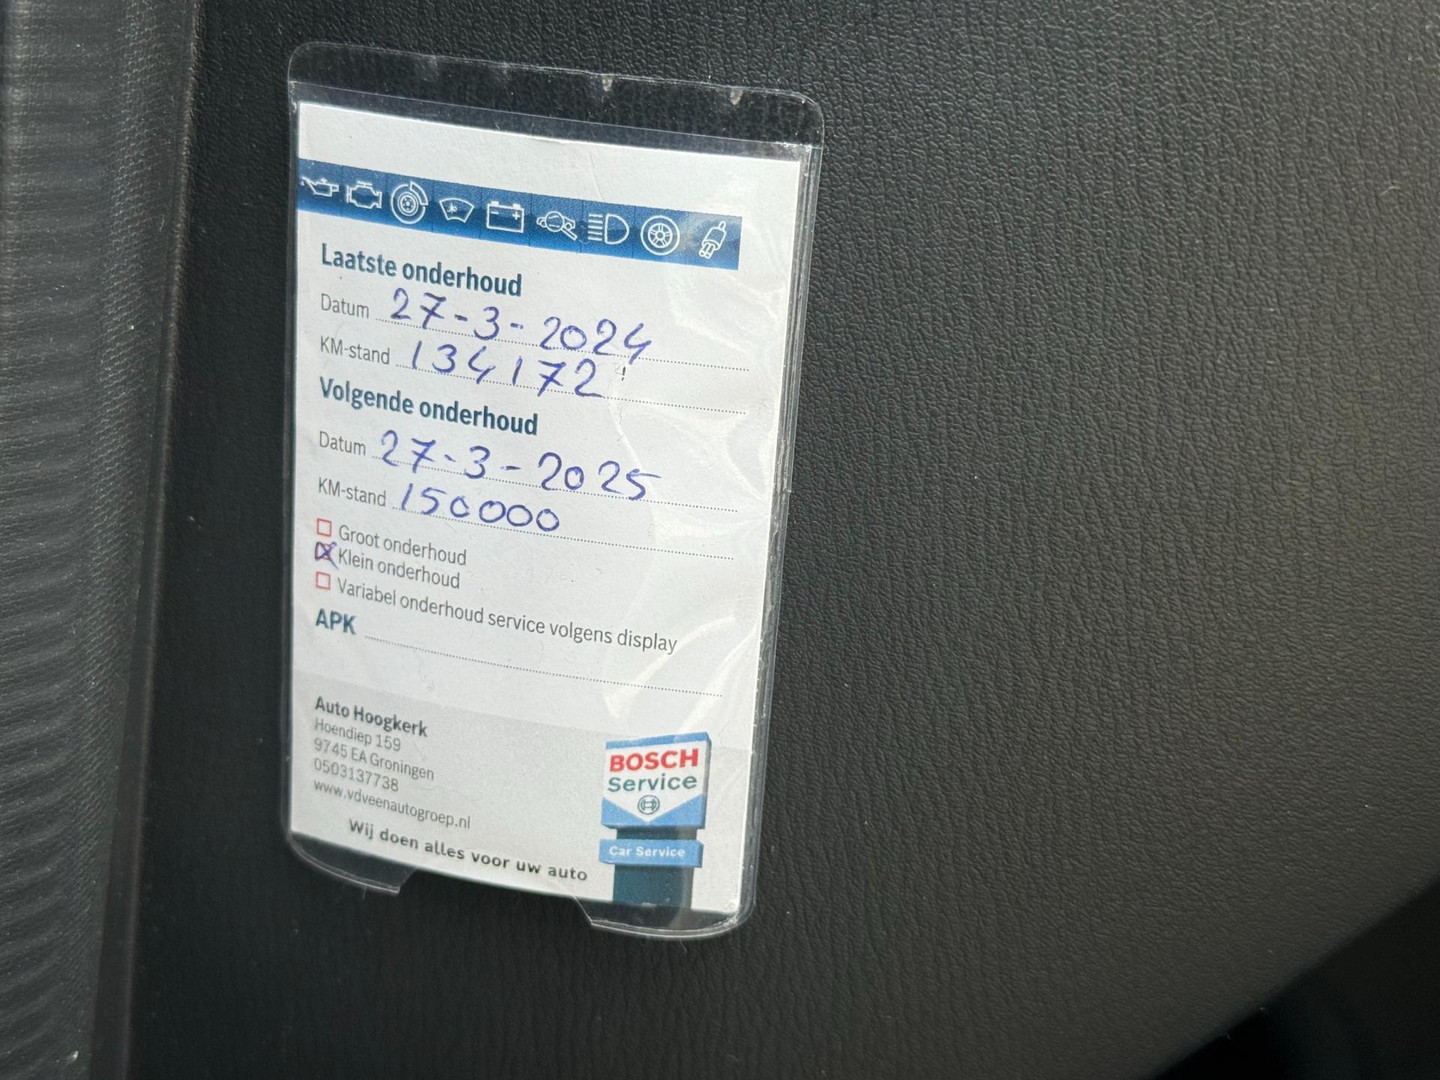 Laatste onderhoud
Datum 27-3-2024
KM-stand 134172
Volgende onderhoud
Datum 27-3-2025
KM-stand 150000
Groot onderhoud
Klein onderhoud
Variabel onderhoud service volgens display
APK
Auto Hoogkerk
Hoendiep 159
9745 EA Groningen
0503137738
www.vdveenautogroep.nl
Wij doen alles voor uw auto
BOSCH
Service
Car Service